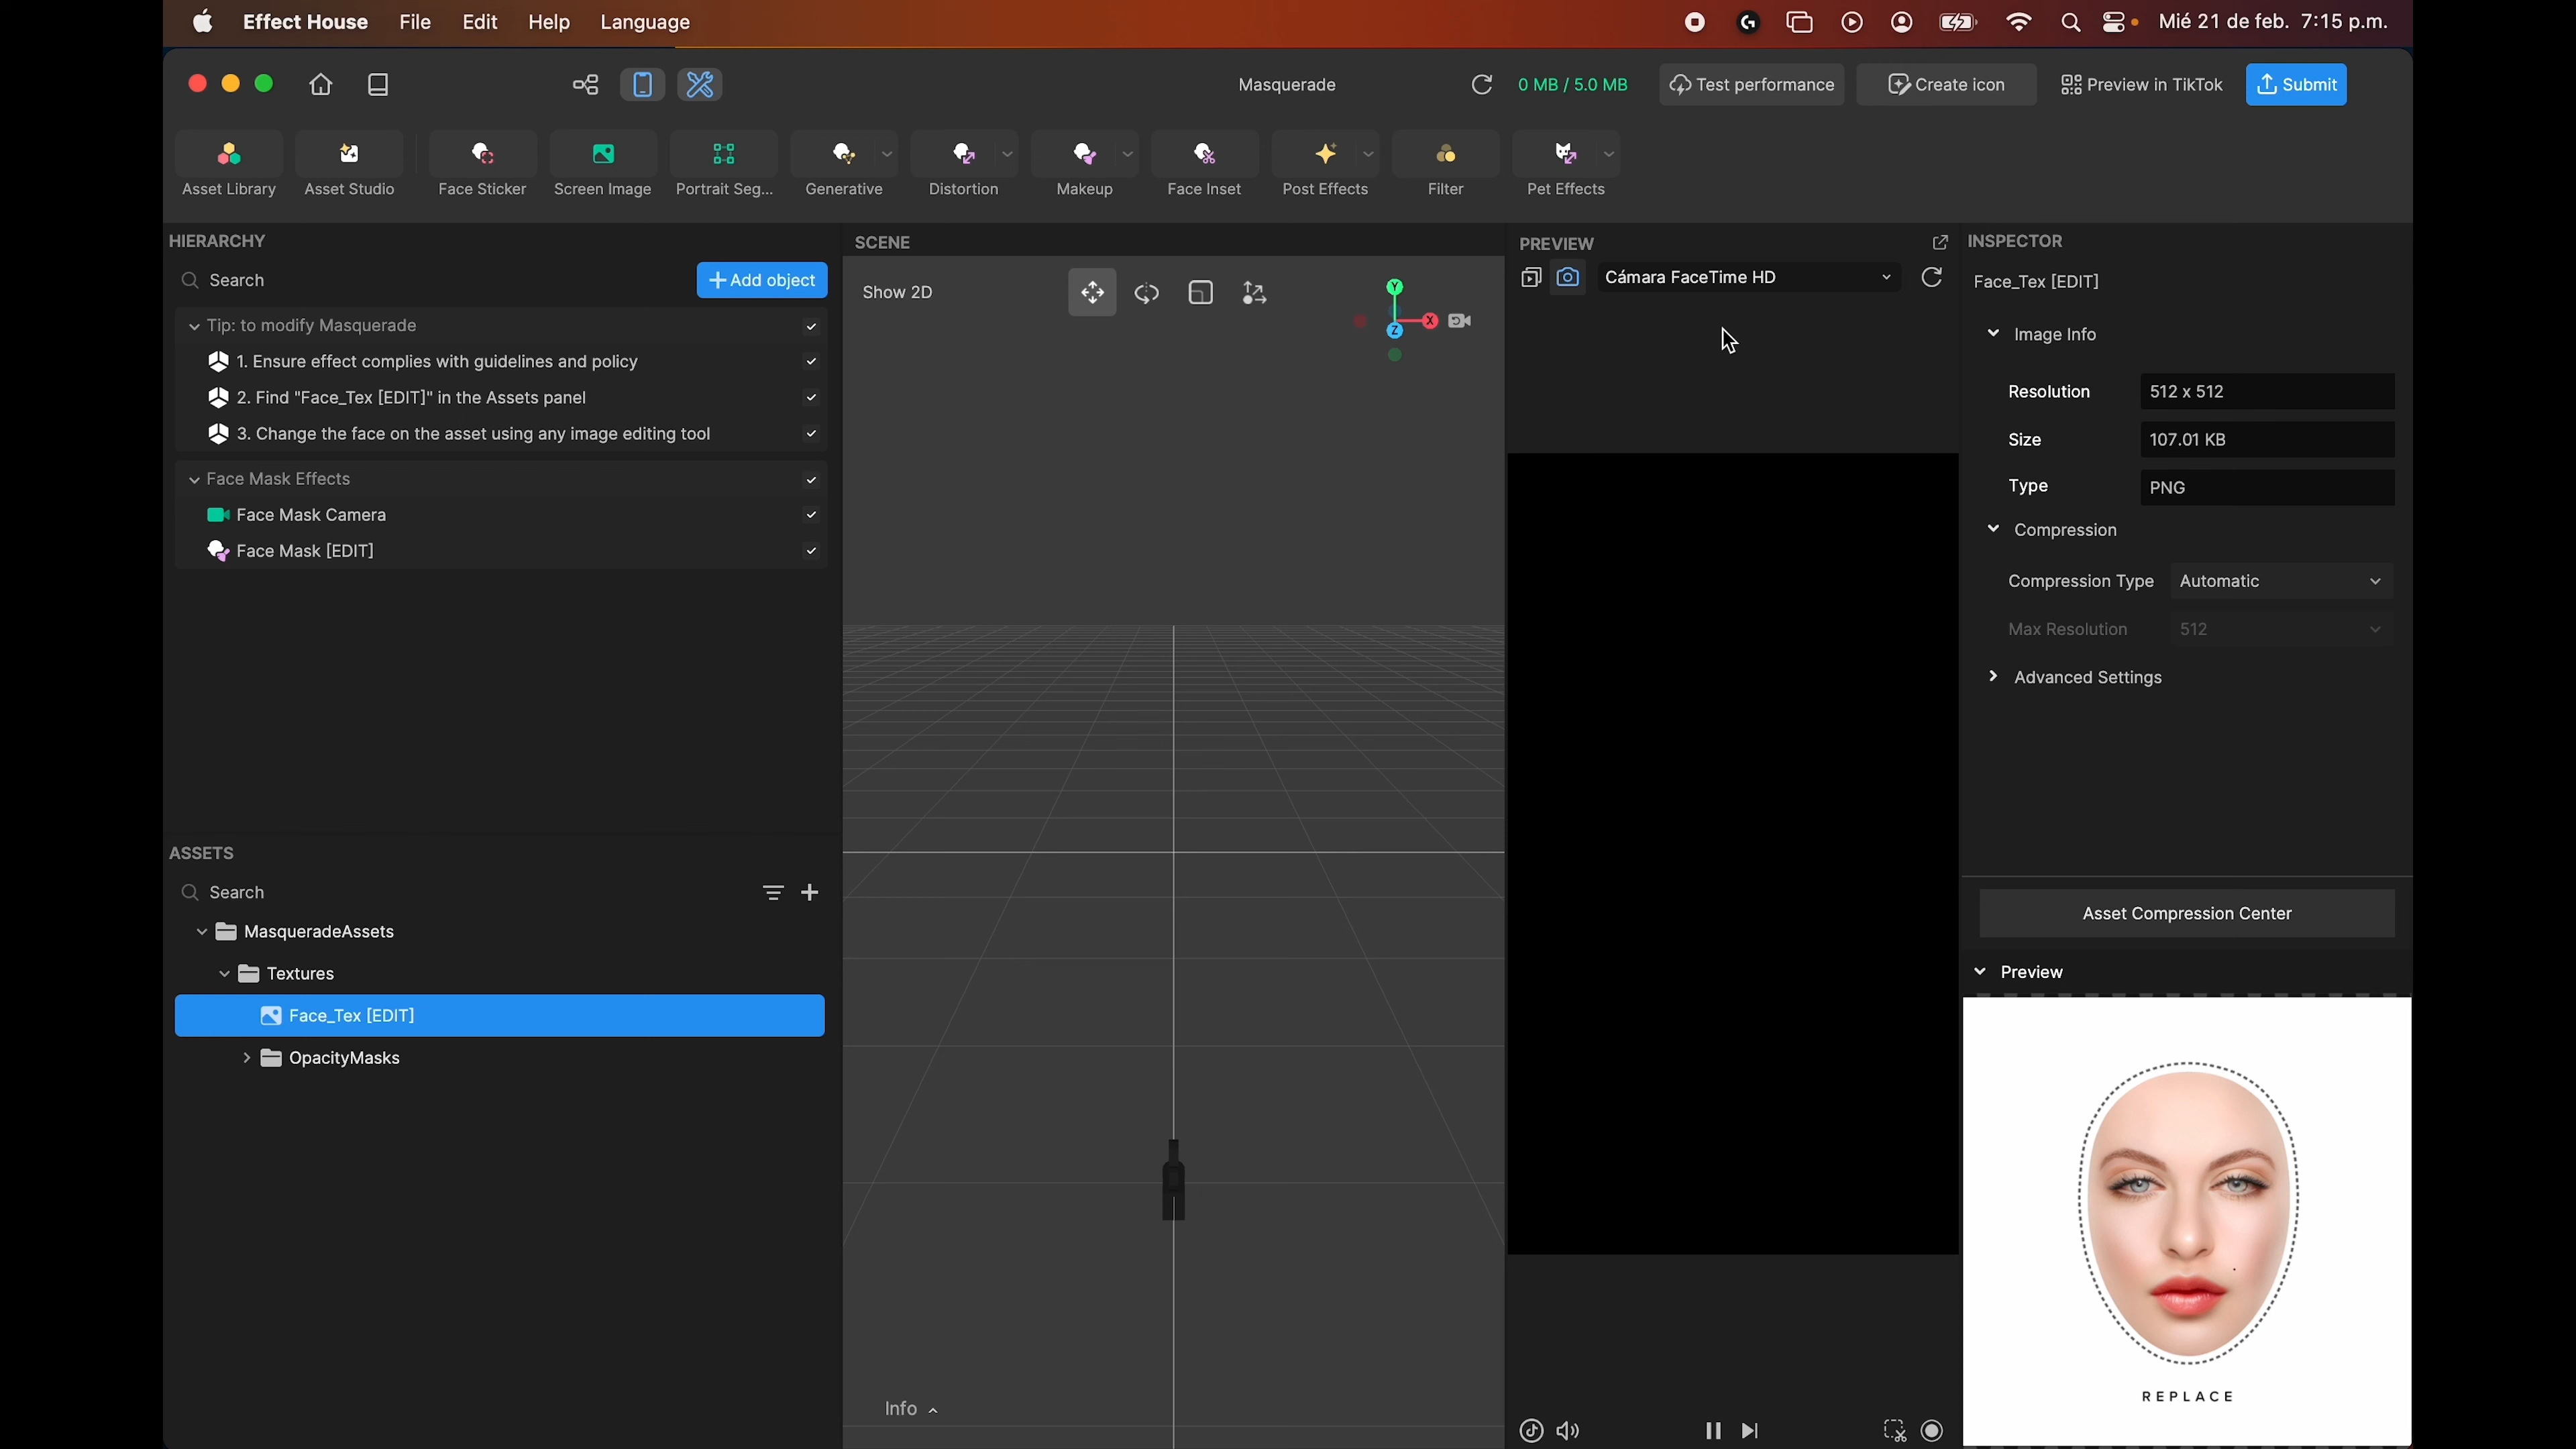 Effect House File Edit Help Language
Mié 21 de feb. 7:15 p.m.
Masquerade
0 MB / 5.0 MB
Test performance
Create icon
Preview in TikTok
Submit
Asset Library
Asset Studio
Face Sticker
Screen Image
Portrait Seg...
Generative
Distortion
Makeup
Face Inset
Post Effects
Filter
Pet Effects
HIERARCHY
Search
Add object
Tip: to modify Masquerade
1. Ensure effect complies with guidelines and policy
2. Find "Face_Tex [EDIT]" in the Assets panel
3. Change the face on the asset using any image editing tool
Face Mask Effects
Face Mask Camera
Face Mask [EDIT]
ASSETS
Search
MasqueradeAssets
Textures
Face_Tex [EDIT]
OpacityMasks
SCENE
Show 2D
Y
X
Z
Info
PREVIEW
Cámara FaceTime HD
INSPECTOR
Face_Tex [EDIT]
Image Info
Resolution 512 x 512
Size 107.01 KB
Type PNG
Compression
Compression Type Automatic
Max Resolution 512
Advanced Settings
Asset Compression Center
Preview
REPLACE